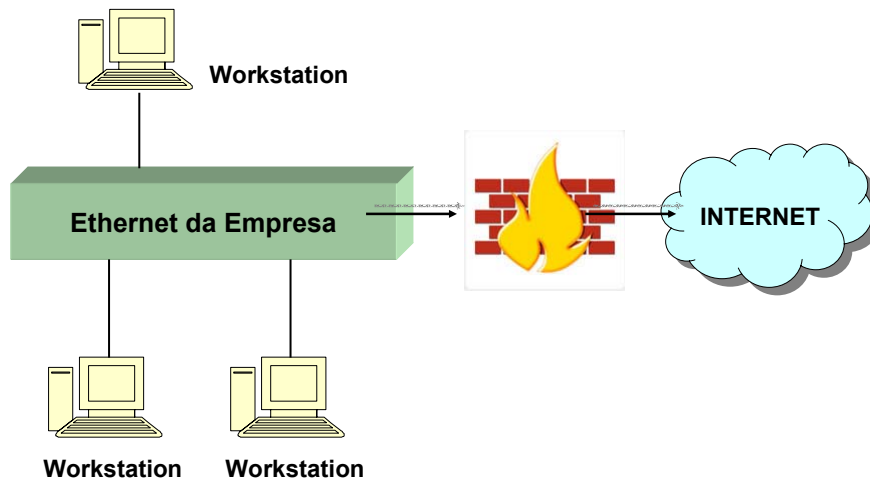 Workstation
Ethernet da Empresa
INTERNET
Workstation
Workstation